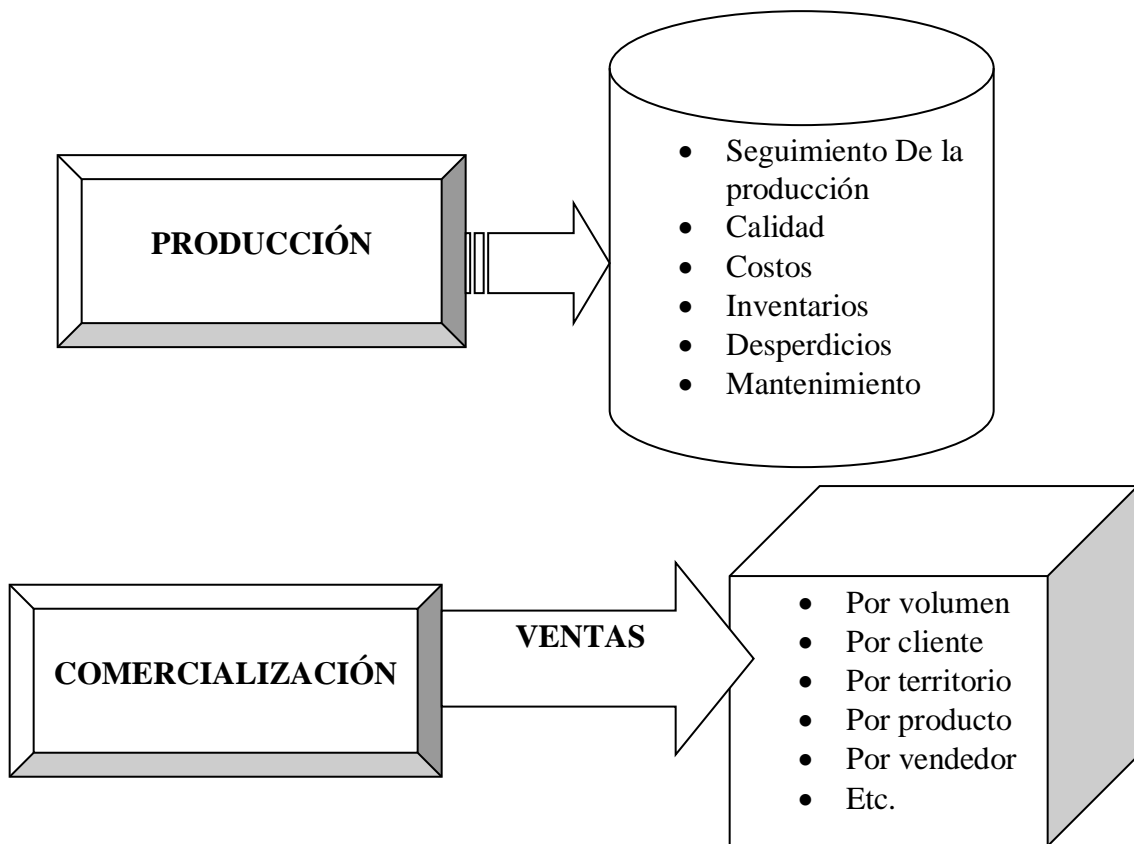 PRODUCCIÓN
• Seguimiento De la
producción
• Calidad
• Costos
• Inventarios
• Desperdicios
• Mantenimiento
COMERCIALIZACIÓN
VENTAS
• Por volumen
• Por cliente
• Por territorio
• Por producto
• Por vendedor
• Etc.